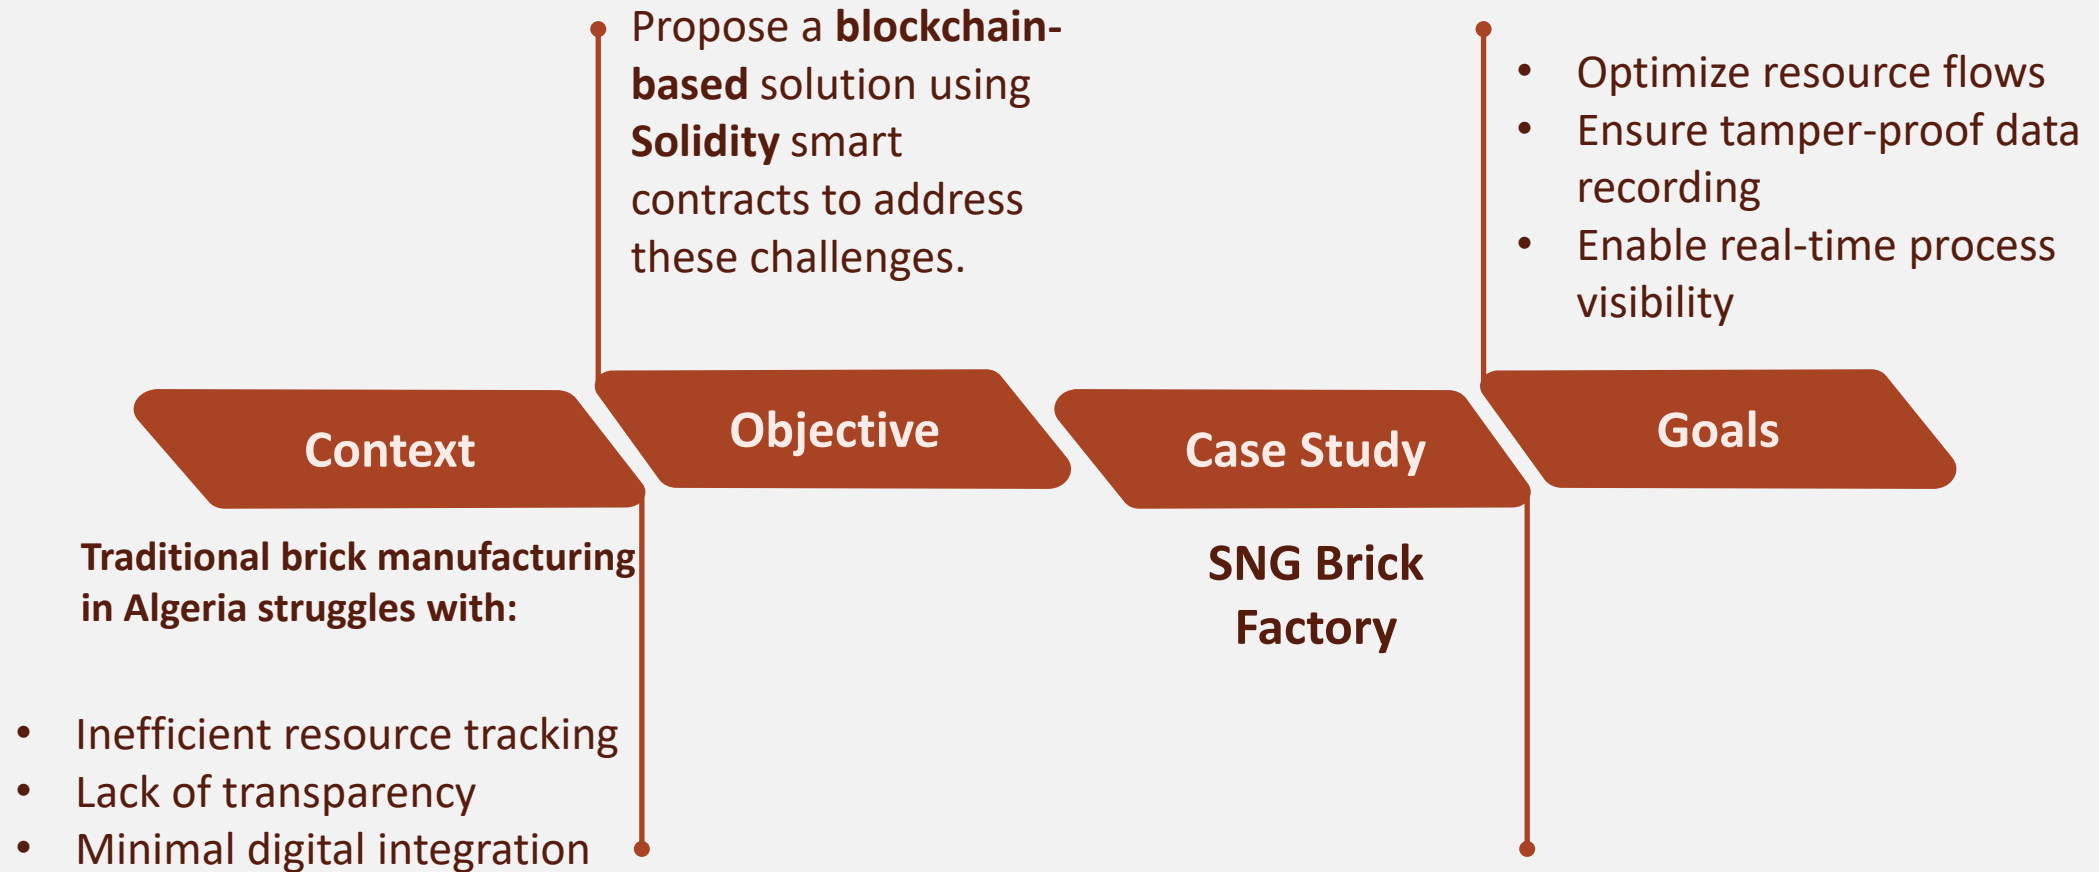 Context
Traditional brick manufacturing
in Algeria struggles with:
• Inefficient resource tracking
• Lack of transparency
• Minimal digital integration
Objective
Propose a blockchain-
based solution using
Solidity smart
contracts to address
these challenges.
Case Study
SNG Brick
Factory
Goals
• Optimize resource flows
• Ensure tamper-proof data
recording
• Enable real-time process
visibility